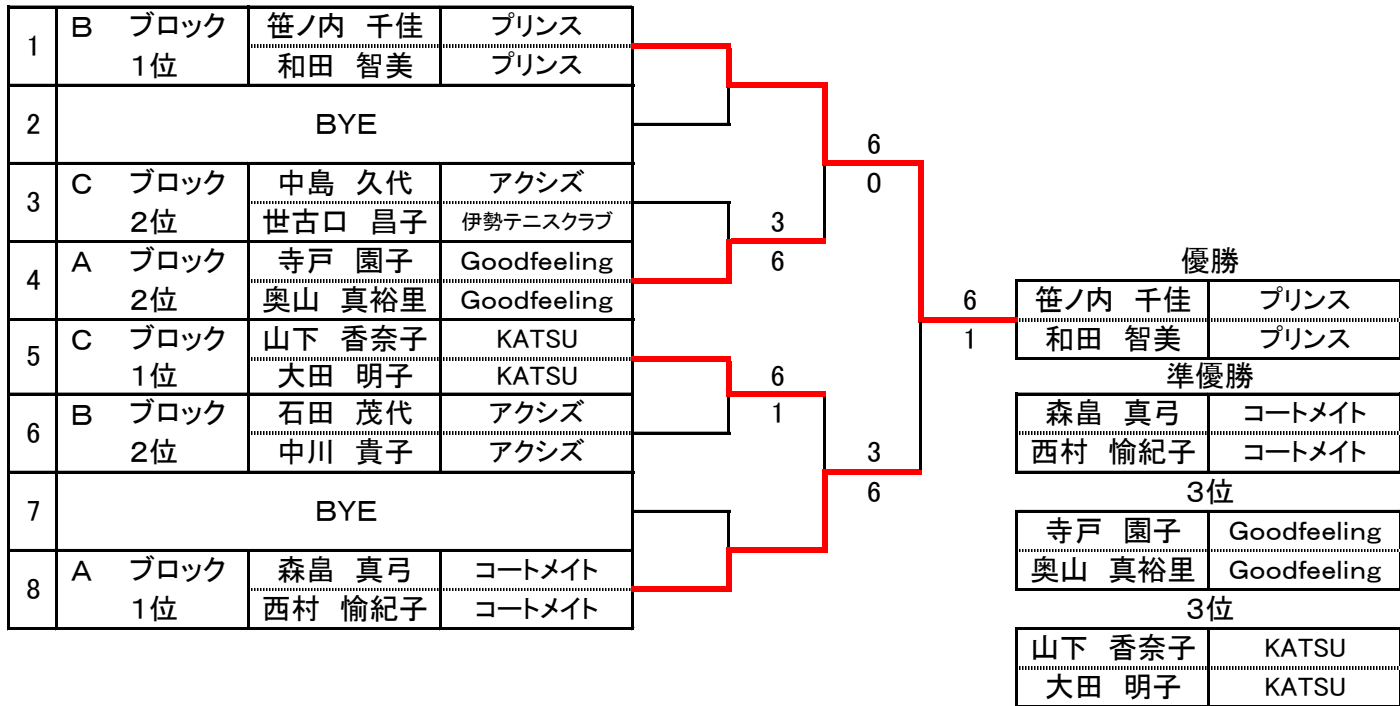 1 B ブロック 笹ノ内 千佳 プリンス
1位 和田 智美 プリンス
2 BYE
3 C ブロック 中島 久代 アクシズ
2位 世古口 昌子 伊勢テニスクラブ
4 A ブロック 寺戸 園子 Goodfeeling
2位 奥山 真裕里 Goodfeeling
5 C ブロック 山下 香奈子 KATSU
1位 大田 明子 KATSU
6 B ブロック 石田 茂代 アクシズ
2位 中川 貴子 アクシズ
7 BYE
8 A ブロック 森畠 真弓 コートメイト
1位 西村 愉紀子 コートメイト
3
6
6
1
6
0
3
6
6
1
優勝
笹ノ内 千佳 プリンス
和田 智美 プリンス
準優勝
森畠 真弓 コートメイト
西村 愉紀子 コートメイト
3位
寺戸 園子 Goodfeeling
奥山 真裕里 Goodfeeling
3位
山下 香奈子 KATSU
大田 明子 KATSU